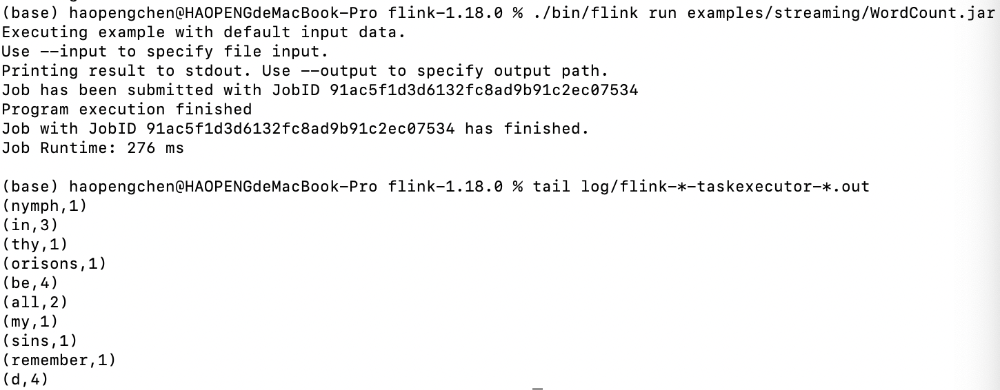 (base) haopengchen@HAOPENGdeMacBook-Pro flink-1.18.0 % ./bin/flink run examples/streaming/WordCount.jar
Executing example with default input data.
Use --input to specify file input.
Printing result to stdout. Use --output to specify output path.
Job has been submitted with JobID 91ac5f1d3d6132fc8ad9b91c2ec07534
Program execution finished
Job with JobID 91ac5f1d3d6132fc8ad9b91c2ec07534 has finished.
Job Runtime: 276 ms

(base) haopengchen@HAOPENGdeMacBook-Pro flink-1.18.0 % tail log/flink-*-taskexecutor-*.out
(nymph,1)
(in,3)
(thy,1)
(orisons,1)
(be,4)
(all,2)
(my,1)
(sins,1)
(remember,1)
(d,4)